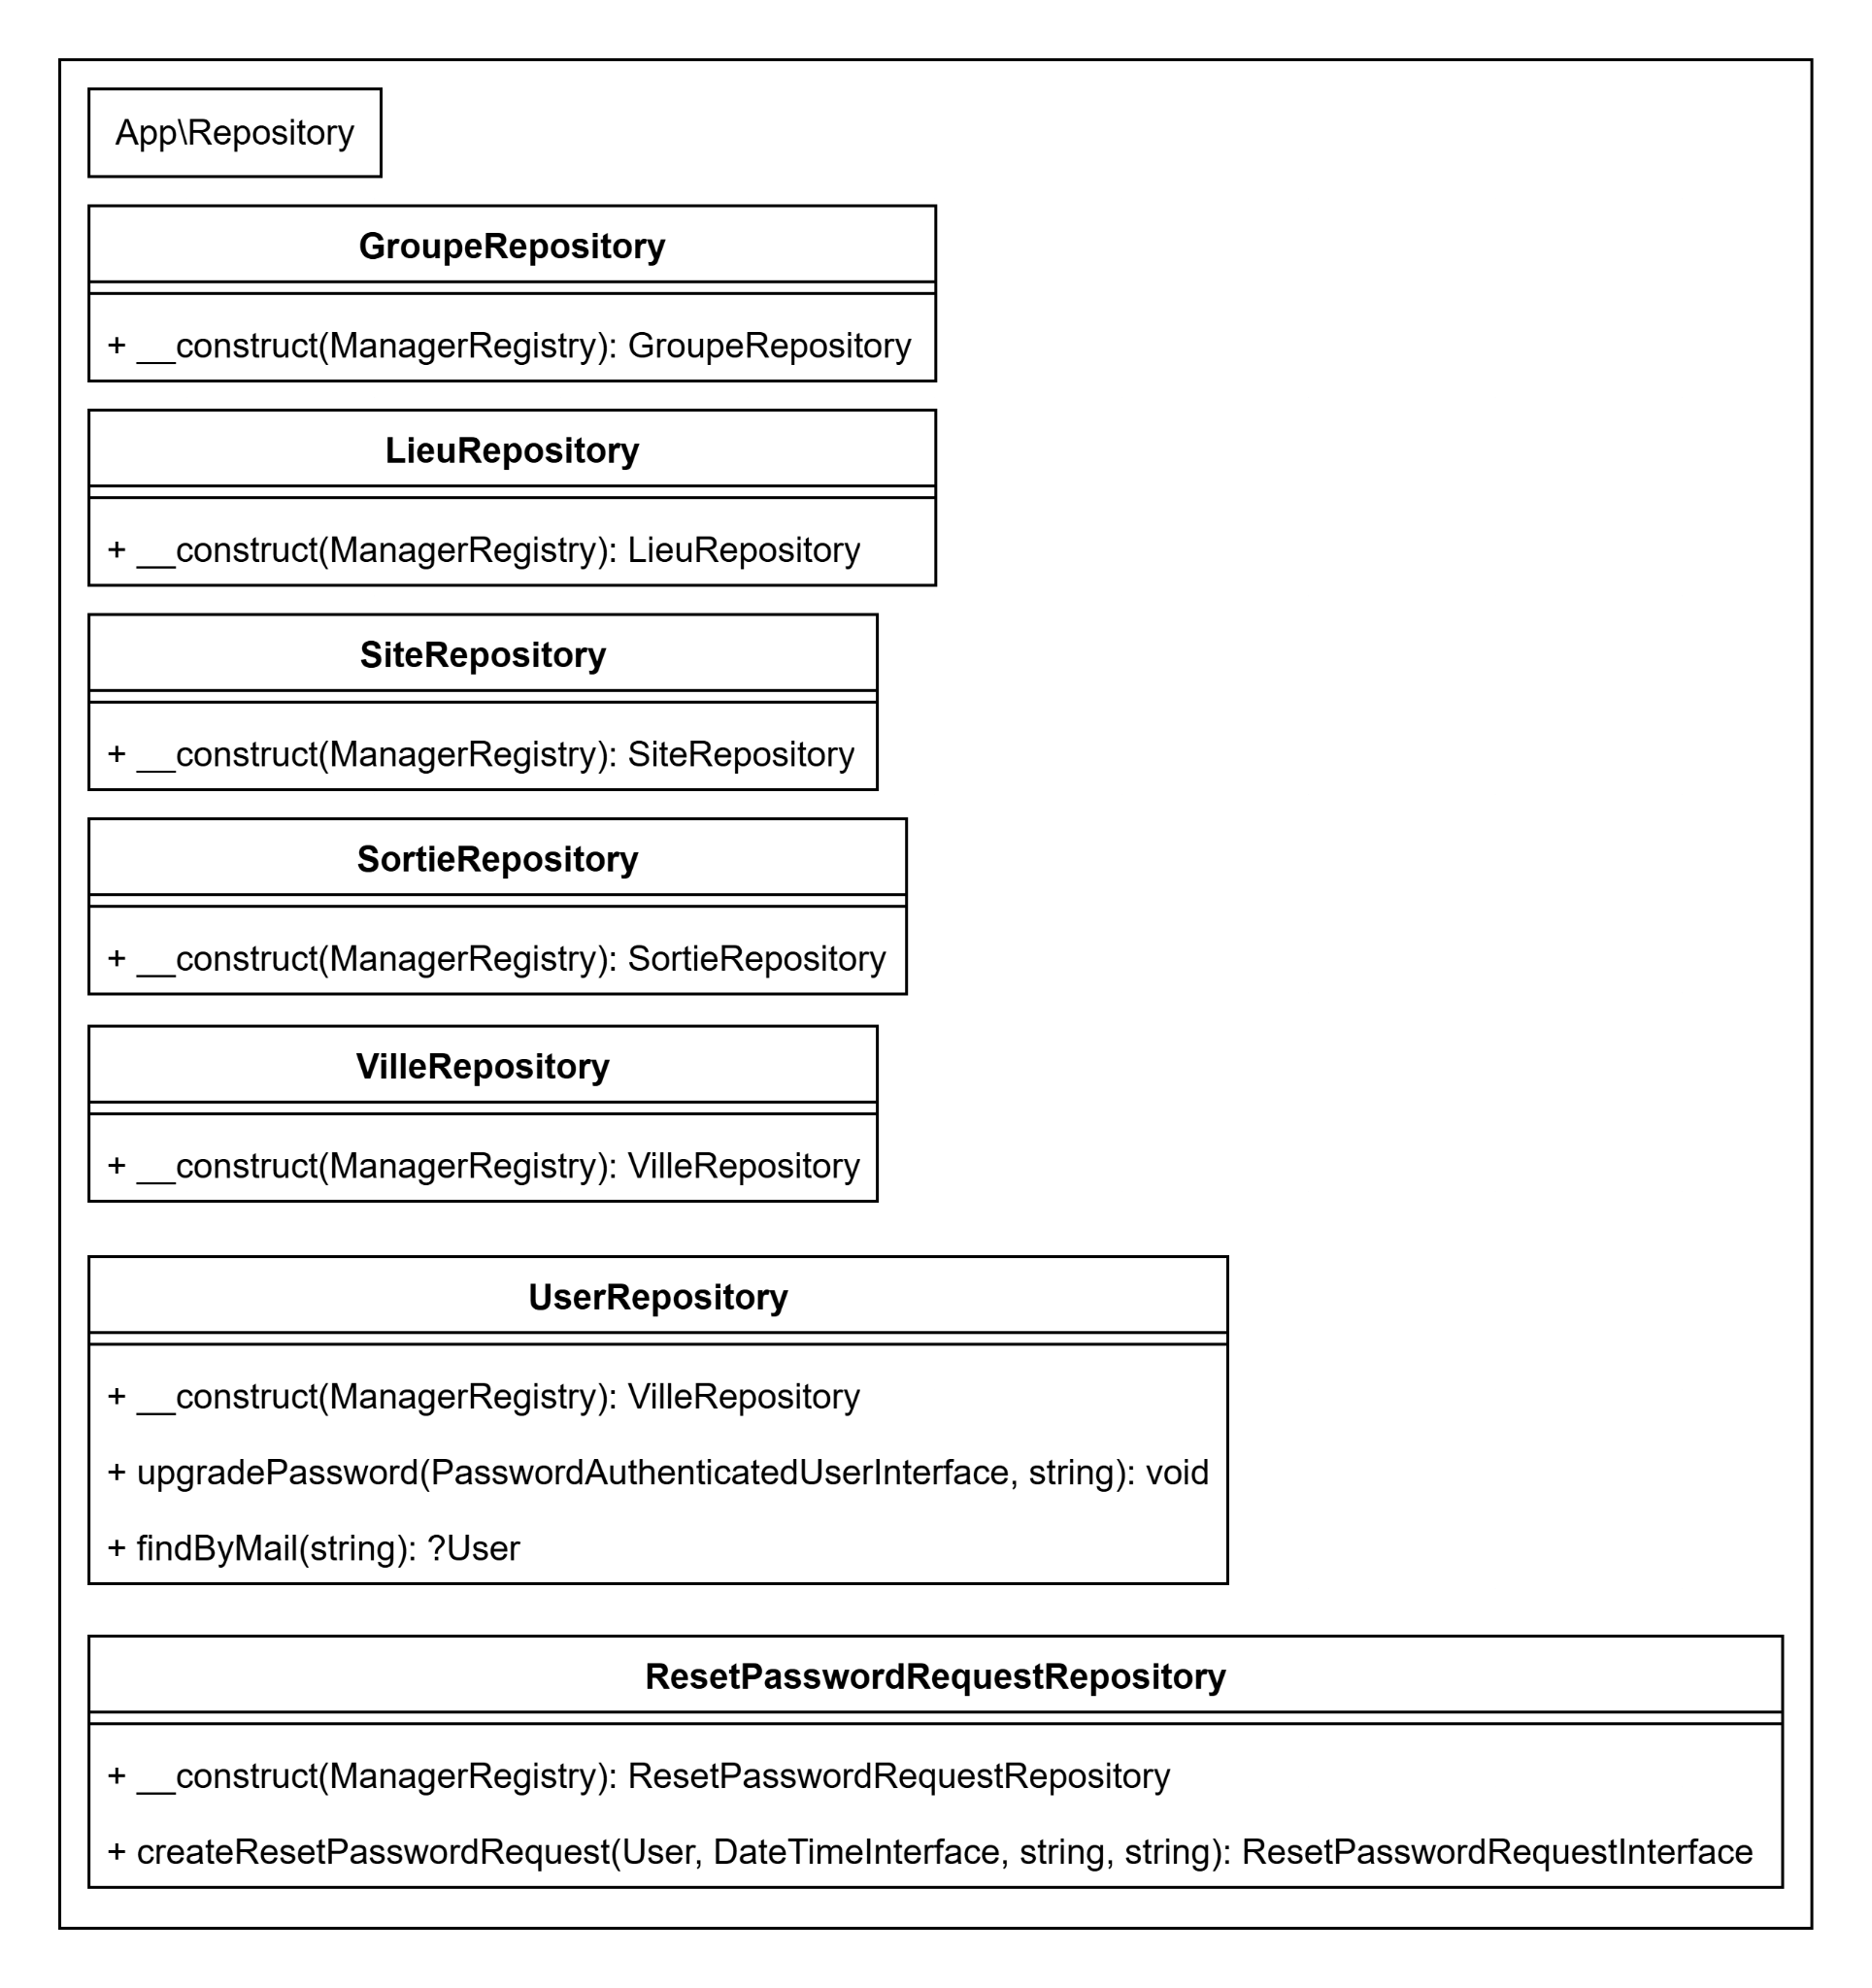 App\Repository
GroupeRepository
+ __construct(ManagerRegistry): GroupeRepository
LieuRepository
+ __construct(ManagerRegistry): LieuRepository
SiteRepository
+ __construct(ManagerRegistry): SiteRepository
SortieRepository
+ __construct(ManagerRegistry): SortieRepository
VilleRepository
+ __construct(ManagerRegistry): VilleRepository
UserRepository
+ __construct(ManagerRegistry): VilleRepository
+ upgradePassword(PasswordAuthenticatedUserInterface, string): void
+ findByMail(string): ?User
ResetPasswordRequestRepository
+ __construct(ManagerRegistry): ResetPasswordRequestRepository
+ createResetPasswordRequest(User, DateTimeInterface, string, string): ResetPasswordRequestInterface